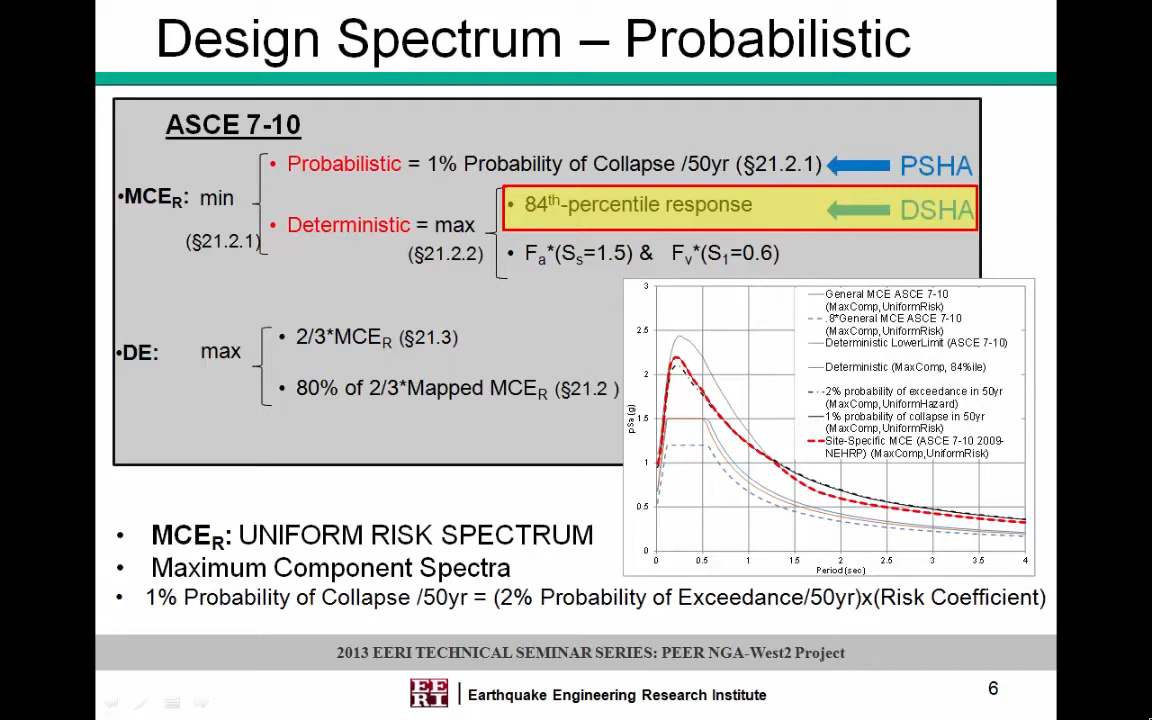 Design Spectrum – Probabilistic
ASCE 7-10
•MCER: min
(§21.2.1)
• Probabilistic = 1% Probability of Collapse /50yr (§21.2.1) PSHA
• Deterministic = max
(§21.2.2)
• 84th-percentile response DSHA
• Fa*(Ss=1.5) & Fv*(S1=0.6)
•DE: max
• 2/3*MCER (§21.3)
• 80% of 2/3*Mapped MCER (§21.2 )
3
2.5
2
1.5
1
0.5
0
pSa (g)
0 0.5 1 1.5 2 2.5 3 3.5 4
Period (sec)
General MCE ASCE 7-10
(MaxComp,UniformRisk)
.8*General MCE ASCE 7-10
(MaxComp,UniformRisk)
Deterministic LowerLimit (ASCE 7-10)
Deterministic (MaxComp, 84%ile)
2% probability of exceedance in 50yr
(MaxComp,UniformHazard)
1% probability of collapse in 50yr
(MaxComp,UniformRisk)
Site-Specific MCE (ASCE 7-10 2009-
NEHRP) (MaxComp,UniformRisk)
• MCER: UNIFORM RISK SPECTRUM
• Maximum Component Spectra
• 1% Probability of Collapse /50yr = (2% Probability of Exceedance/50yr)x(Risk Coefficient)
2013 EERI TECHNICAL SEMINAR SERIES: PEER NGA-West2 Project
EERI
Earthquake Engineering Research Institute
6